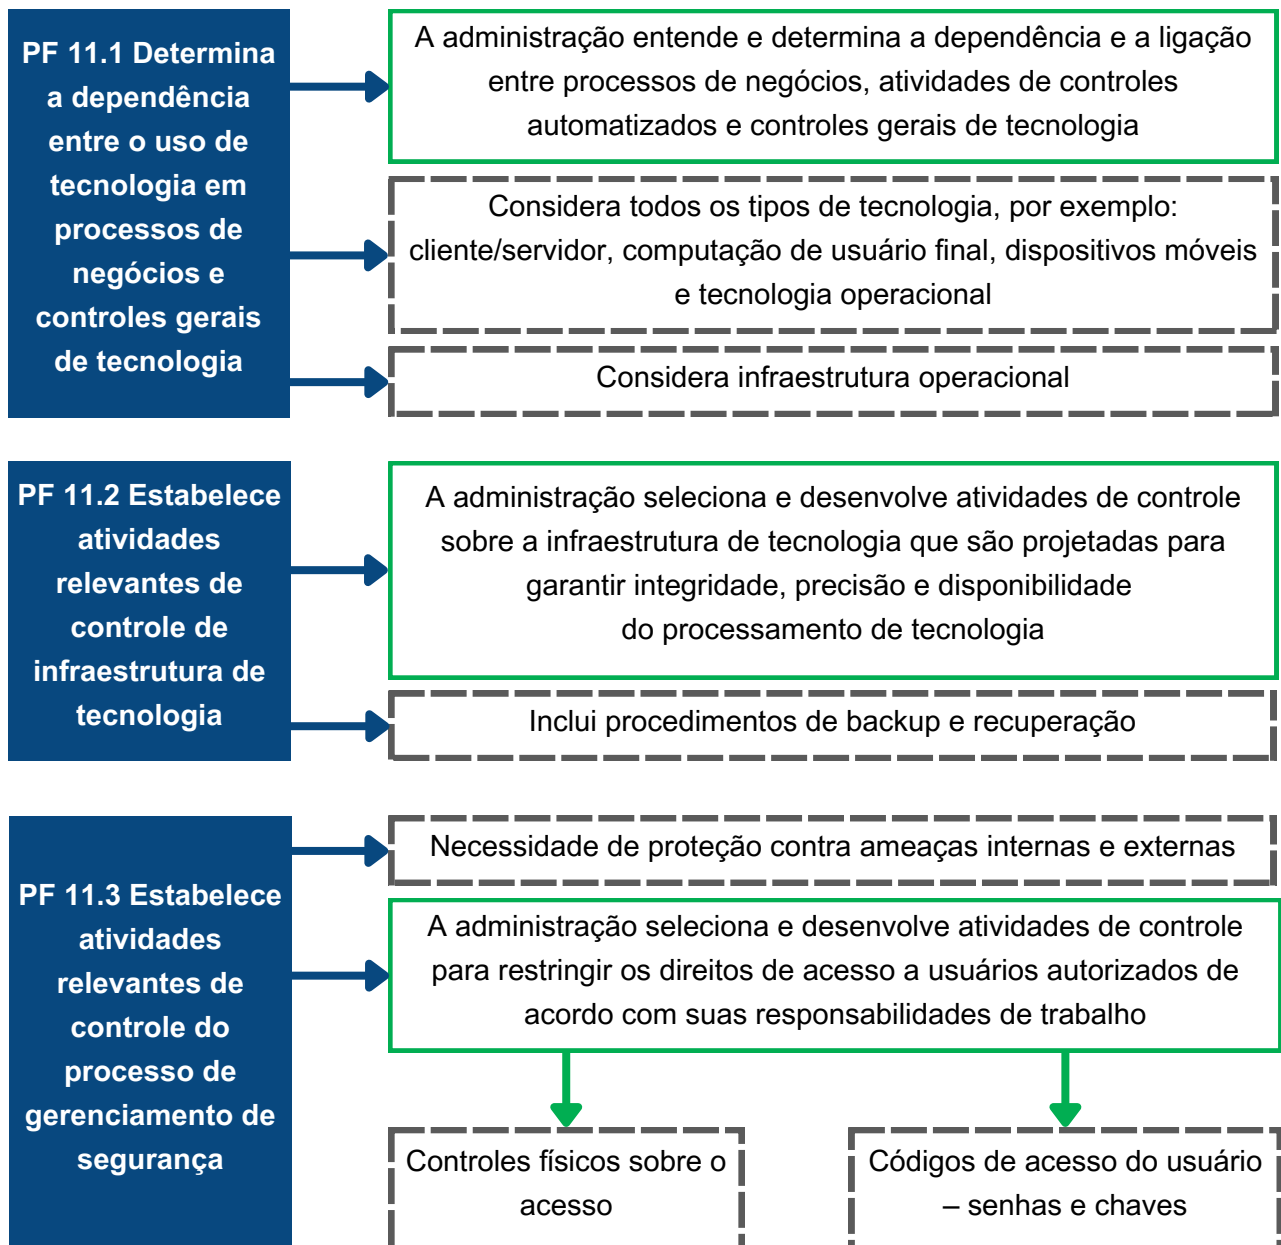 PF 11.1 Determina
a dependência
entre o uso de
tecnologia em
processos de
negócios e
controles gerais
de tecnologia
A administração entende e determina a dependência e a ligação
entre processos de negócios, atividades de controles
automatizados e controles gerais de tecnologia
Considera todos os tipos de tecnologia, por exemplo:
cliente/servidor, computação de usuário final, dispositivos móveis
e tecnologia operacional
Considera infraestrutura operacional
PF 11.2 Estabelece
atividades
relevantes de
controle de
infraestrutura de
tecnologia
A administração seleciona e desenvolve atividades de controle
sobre a infraestrutura de tecnologia que são projetadas para
garantir integridade, precisão e disponibilidade
do processamento de tecnologia
Inclui procedimentos de backup e recuperação
PF 11.3 Estabelece
atividades
relevantes de
controle do
processo de
gerenciamento de
segurança
Necessidade de proteção contra ameaças internas e externas
A administração seleciona e desenvolve atividades de controle
para restringir os direitos de acesso a usuários autorizados de
acordo com suas responsabilidades de trabalho
Controles físicos sobre o
acesso
Códigos de acesso do usuário
– senhas e chaves